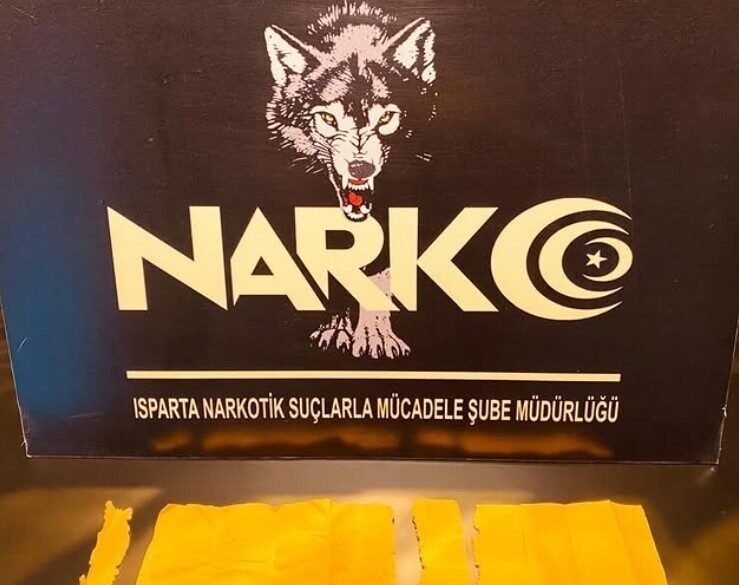 NARKO
ISPARTA NARKOTİK SUÇLARLA MÜCADELE ŞUBE MÜDÜRLÜĞÜ